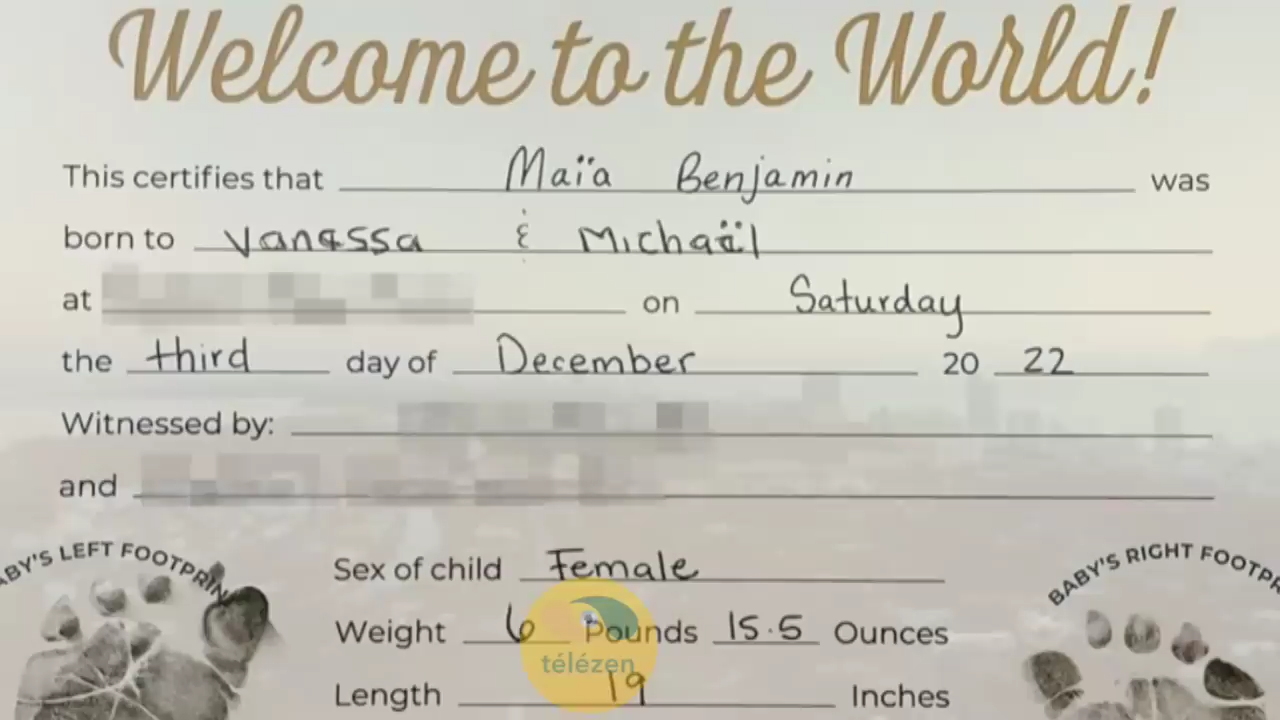 Welcome to the World!
This certifies that Maïa Benjamin was
born to Vanessa & Michaël
at on Saturday
the third day of December 20 22
Witnessed by:
and
BABY'S LEFT FOOTPRIN
BABY'S RIGHT FOOTPR
Sex of child Female
Weight 6 Pounds 15.5 Ounces
télézen
Length 19 Inches